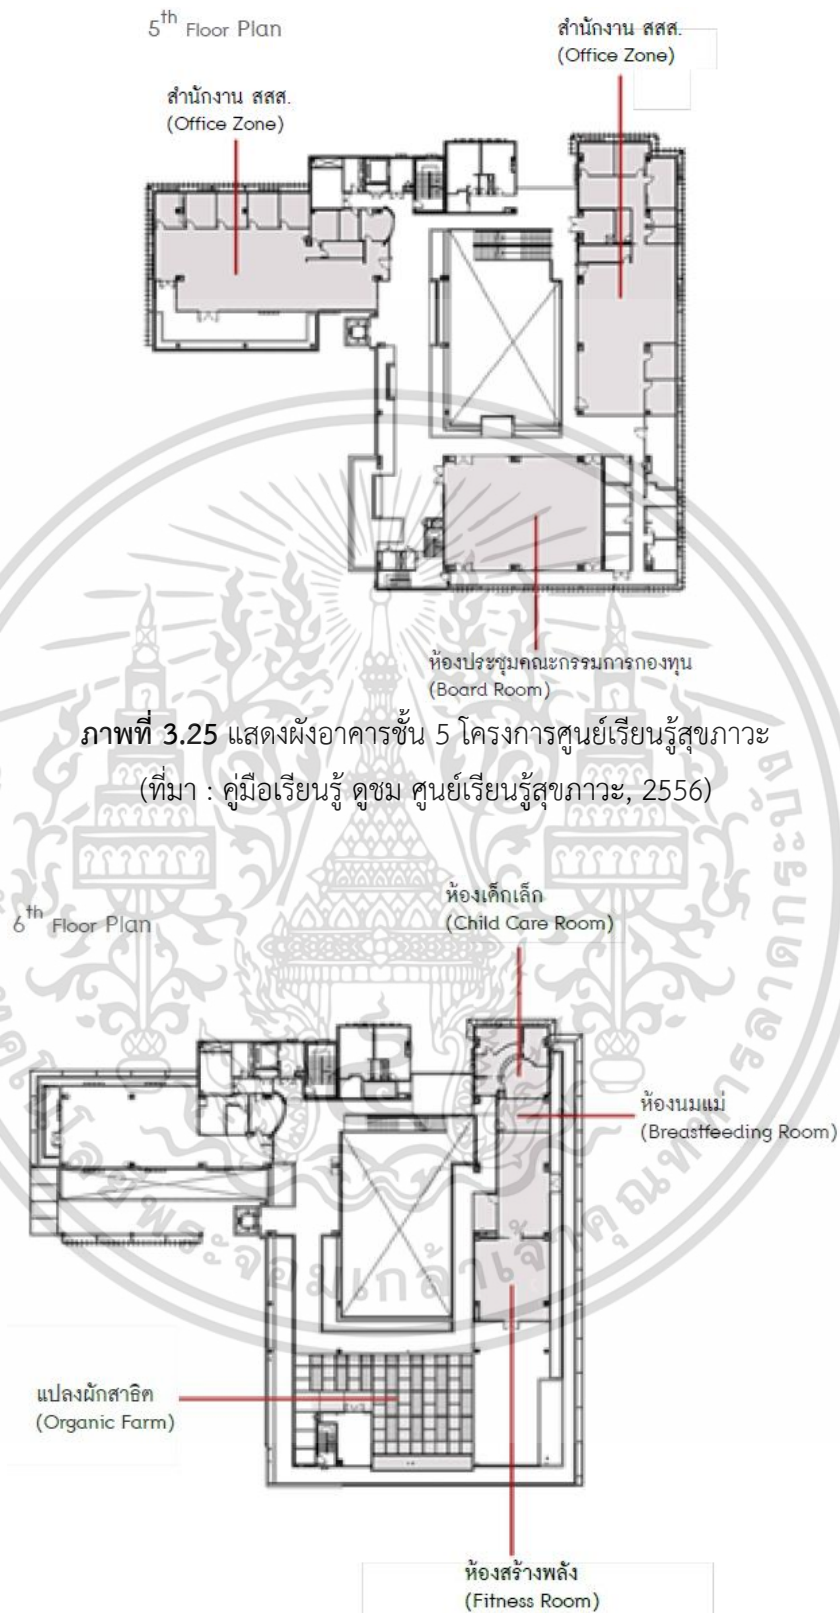 5th Floor Plan
สำนักงาน สสส.
(Office Zone)
สำนักงาน สสส.
(Office Zone)
ห้องประชุมคณะกรรมการกองทุน
(Board Room)
ภาพที่ 3.25 แสดงผังอาคารชั้น 5 โครงการศูนย์เรียนรู้สุขภาวะ
(ที่มา : คู่มือเรียนรู้ ดูชม ศูนย์เรียนรู้สุขภาวะ, 2556)
6th Floor Plan
ห้องเด็กเล็ก
(Child Care Room)
ห้องนมแม่
(Breastfeeding Room)
แปลงผักสาธิต
(Organic Farm)
ห้องสร้างพลัง
(Fitness Room)